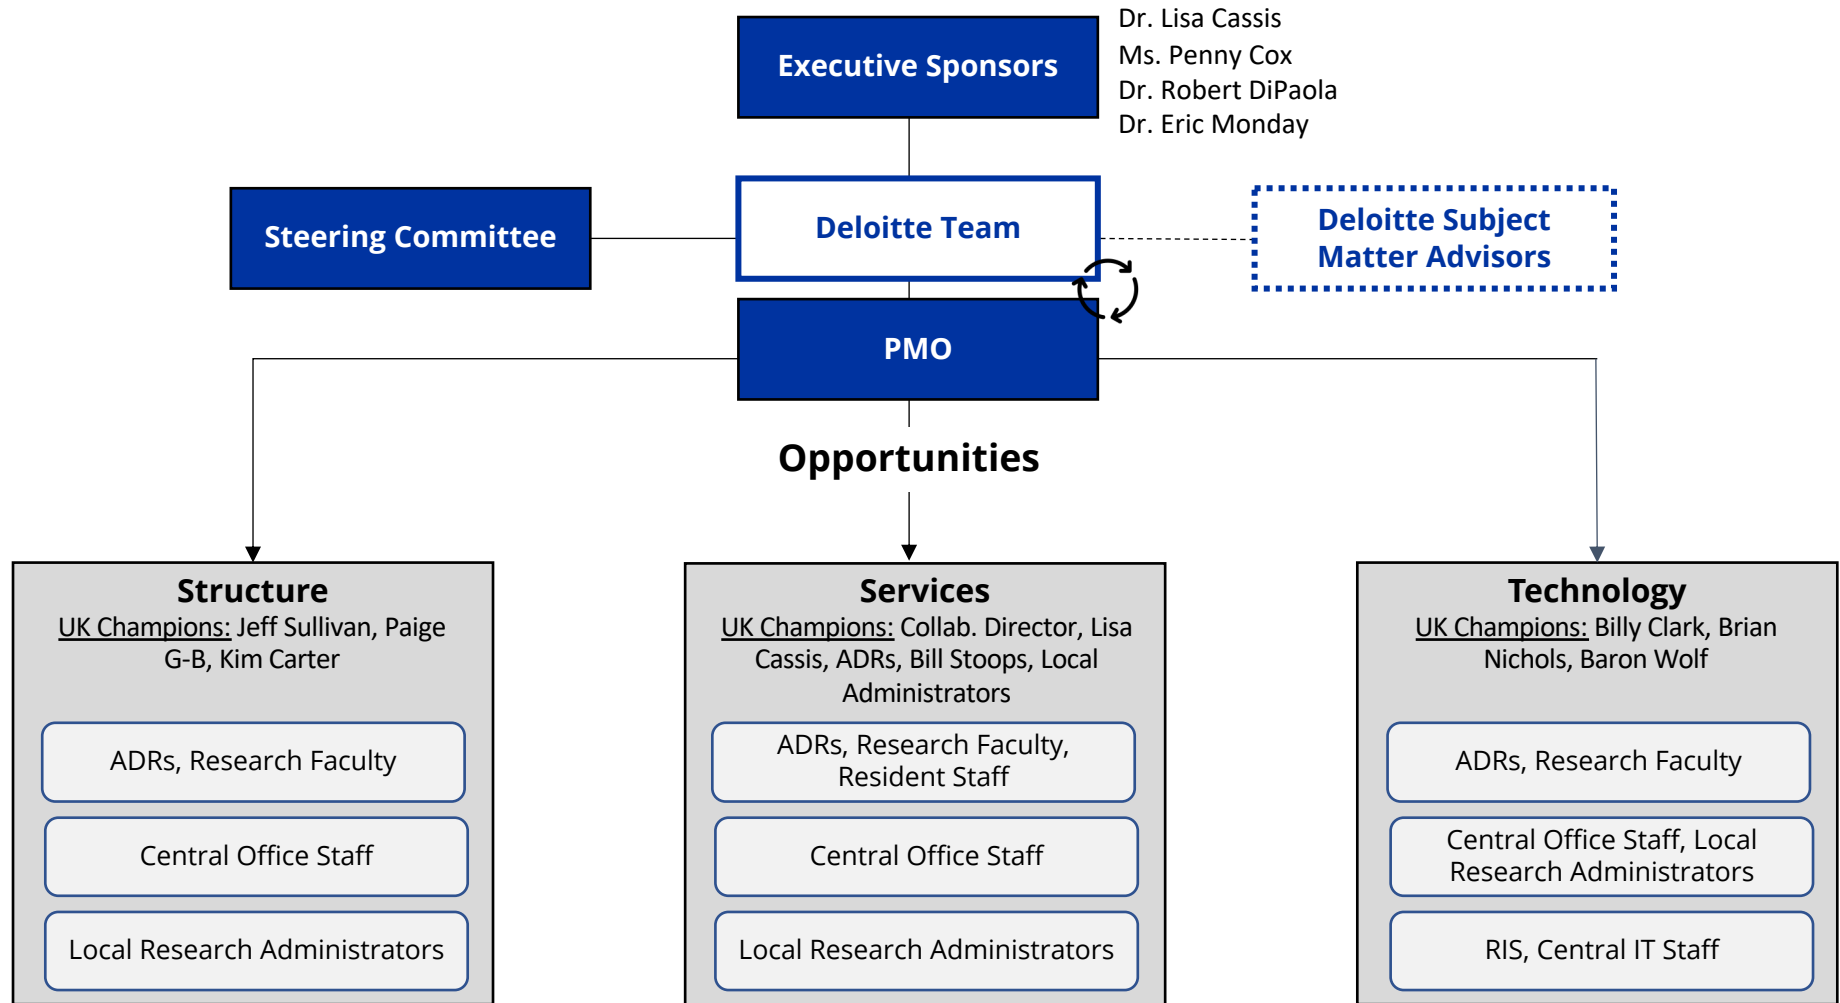 Executive Sponsors
Dr. Lisa Cassis
Ms. Penny Cox
Dr. Robert DiPaola
Dr. Eric Monday
Steering Committee
Deloitte Team
Deloitte Subject
Matter Advisors
PMO
Opportunities
Structure
UK Champions: Jeff Sullivan, Paige
G-B, Kim Carter
ADRs, Research Faculty
Central Office Staff
Local Research Administrators
Services
UK Champions: Collab. Director, Lisa
Cassis, ADRs, Bill Stoops, Local
Administrators
ADRs, Research Faculty,
Resident Staff
Central Office Staff
Local Research Administrators
Technology
UK Champions: Billy Clark, Brian
Nichols, Baron Wolf
ADRs, Research Faculty
Central Office Staff, Local
Research Administrators
RIS, Central IT Staff